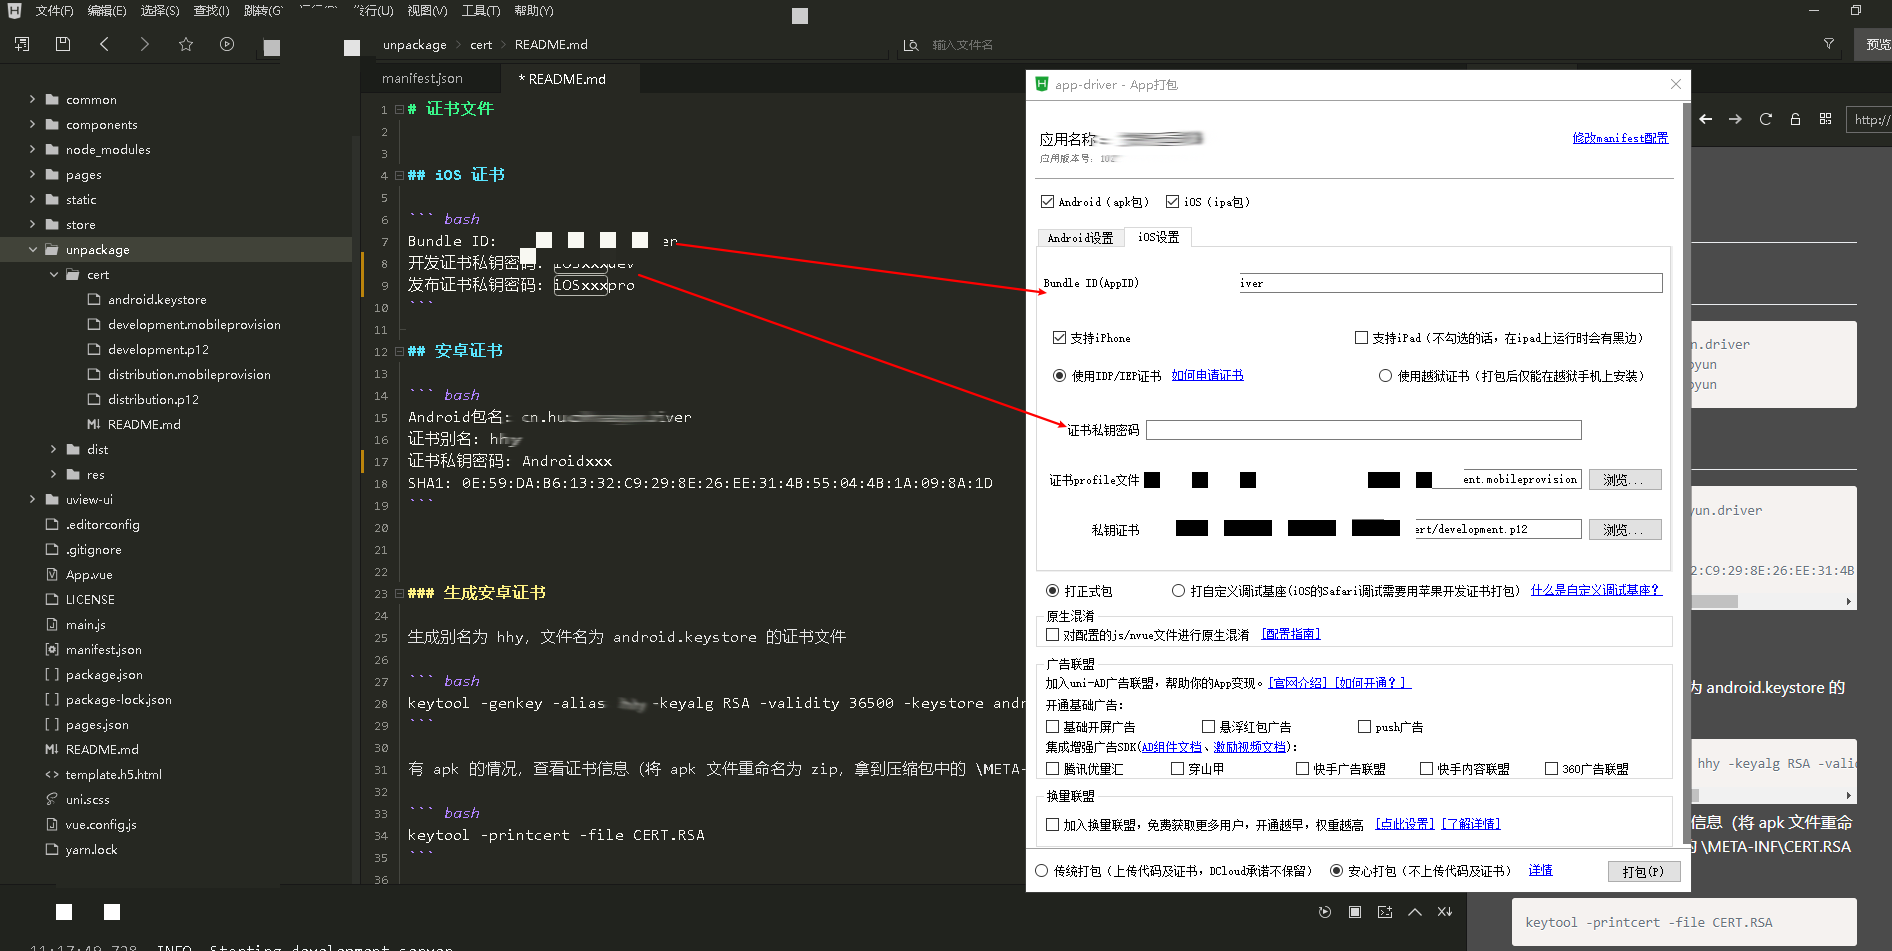 文件(F) 编辑(E) 选择(S) 查找(I) 跳转(G) 发行(U) 视图(V) 工具(T) 帮助(Y)
unpackage cert README.md
输入文件名
预览
manifest.json
* README.md
common
components
node_modules
pages
static
store
unpackage
cert
android.keystore
development.mobileprovision
development.p12
distribution.mobileprovision
distribution.p12
README.md
dist
res
uview-ui
.editorconfig
.gitignore
App.vue
LICENSE
main.js
manifest.json
package.json
package-lock.json
pages.json
README.md
template.h5.html
uni.scss
vue.config.js
yarn.lock
1 # 证书文件
2
3
4 ## iOS 证书
5
6 ``` bash
7 Bundle ID: er
8 开发证书私钥密码: iOSxxxdev
9 发布证书私钥密码: iOSxxxpro
10 ```
11
12 ## 安卓证书
13
14 ``` bash
15 Android包名: cn.hu iver
16 证书别名: hhy
17 证书私钥密码: Androidxxx
18 SHA1: 0E:59:DA:B6:13:32:C9:29:8E:26:EE:31:4B:55:04:4B:1A:09:8A:1D
19 ```
20
21
22
23 ### 生成安卓证书
24
25 生成别名为 hhy, 文件名为 android.keystore 的证书文件
26
27 ``` bash
28 keytool -genkey -alias hhy -keyalg RSA -validity 36500 -keystore andr
29 ```
30
31 有 apk 的情况, 查看证书信息 (将 apk 文件重命名为 zip, 拿到压缩包中的 \META-
32
33 ``` bash
34 keytool -printcert -file CERT.RSA
35 ```
36
app-driver - App打包
应用名称
修改manifest配置
应用版本号: 102
Android（apk包） iOS（ipa包）
Android设置 iOS设置
Bundle ID(AppID) iver
支持iPhone 支持iPad（不勾选的话，在ipad上运行时会有黑边）
使用IDP/IEP证书 如何申请证书 使用越狱证书（打包后仅能在越狱手机上安装）
证书私钥密码
证书profile文件 ent.mobileprovision 浏览...
私钥证书 ert/development.p12 浏览...
打正式包 打自定义调试基座(iOS的Safari调试需要用苹果开发证书打包) 什么是自定义调试基座？
原生混淆
对配置的js/nvue文件进行原生混淆 [配置指南]
广告联盟
加入uni-AD广告联盟，帮助你的App变现。[官网介绍] [如何开通？]
开通基础广告:
基础开屏广告 悬浮红包广告 push广告
集成增强广告SDK(AD组件文档、激励视频文档):
腾讯优量汇 穿山甲 快手广告联盟 快手内容联盟 360广告联盟
换量联盟
加入换量联盟，免费获取更多用户，开通越早，权重越高 [点此设置] [了解详情]
传统打包（上传代码及证书，DCloud承诺不保留） 安心打包（不上传代码及证书） 详情 打包(P)
http://
n.driver
yun
yun
yun.driver
2:C9:29:8E:26:EE:31:4B
为 android.keystore 的
hhy -keyalg RSA -valid
信息（将 apk 文件重命
\META-INF\CERT.RSA
keytool -printcert -file CERT.RSA
11:17:49.728 INFO Starting development server